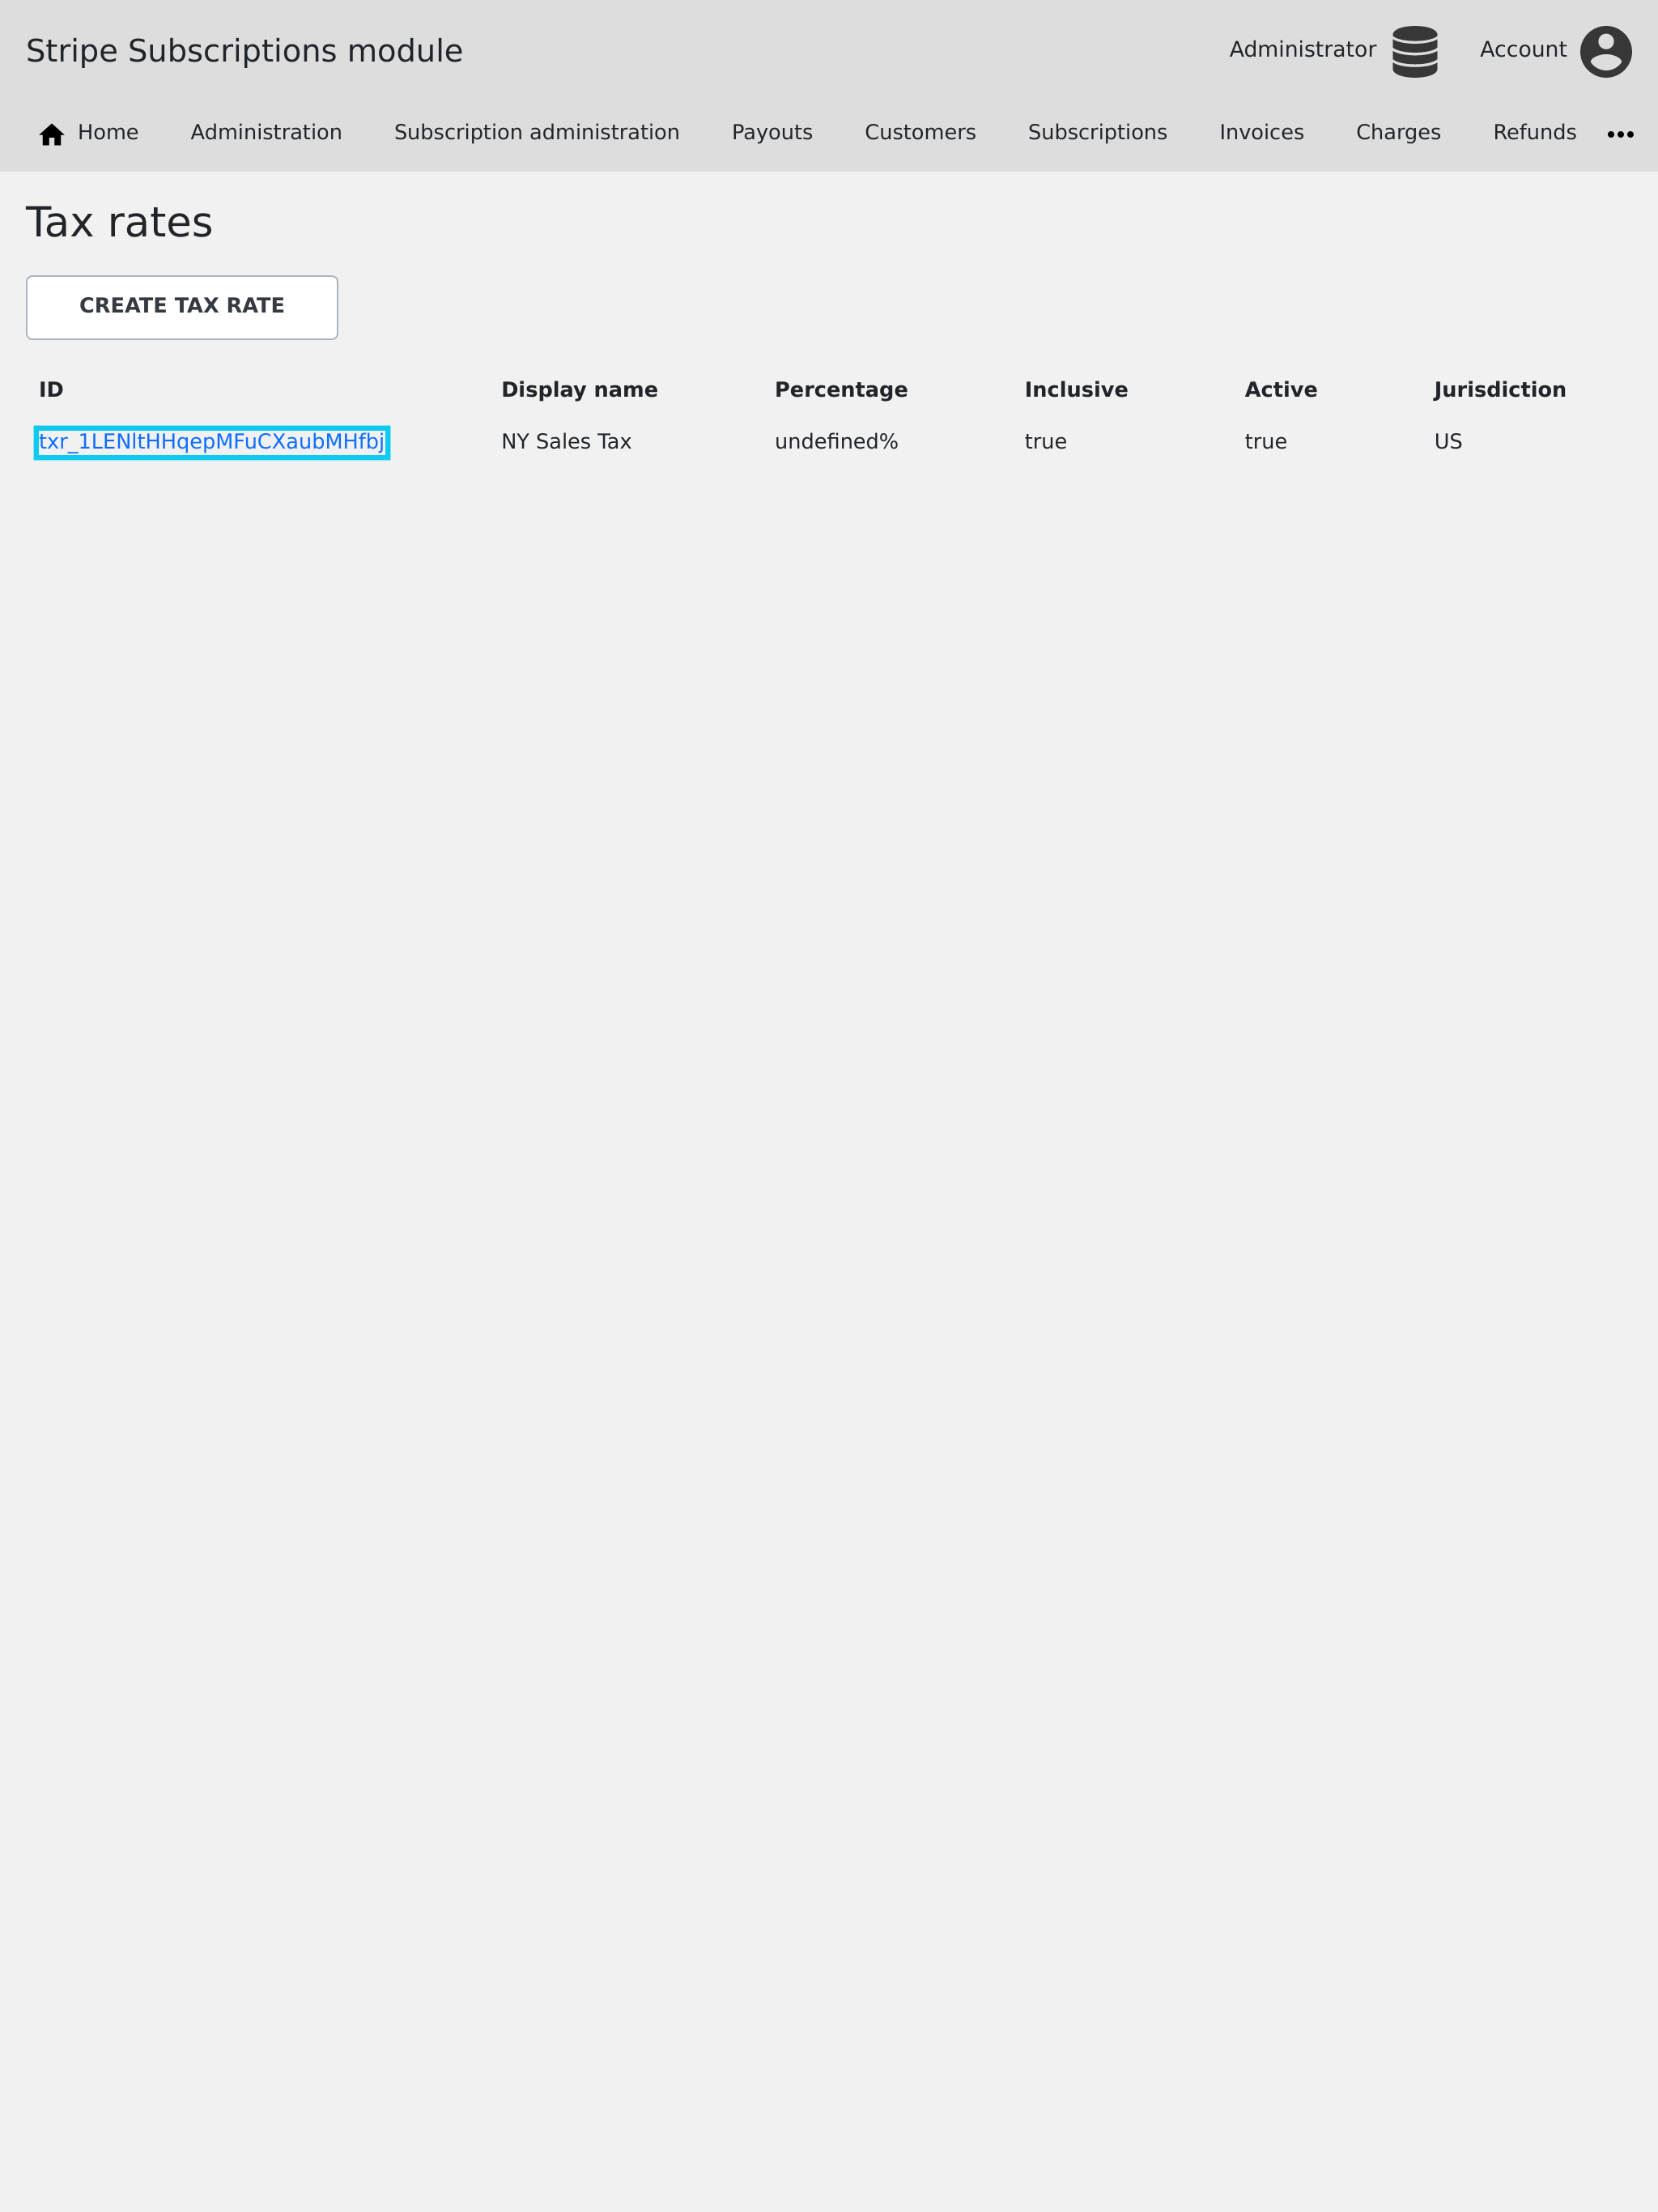 Stripe Subscriptions module
Administrator Account
Home Administration Subscription administration Payouts Customers Subscriptions Invoices Charges Refunds
Tax rates
CREATE TAX RATE
ID Display name Percentage Inclusive Active Jurisdiction
txr_1LENltHHqepMFuCXaubMHfbj NY Sales Tax undefined% true true US